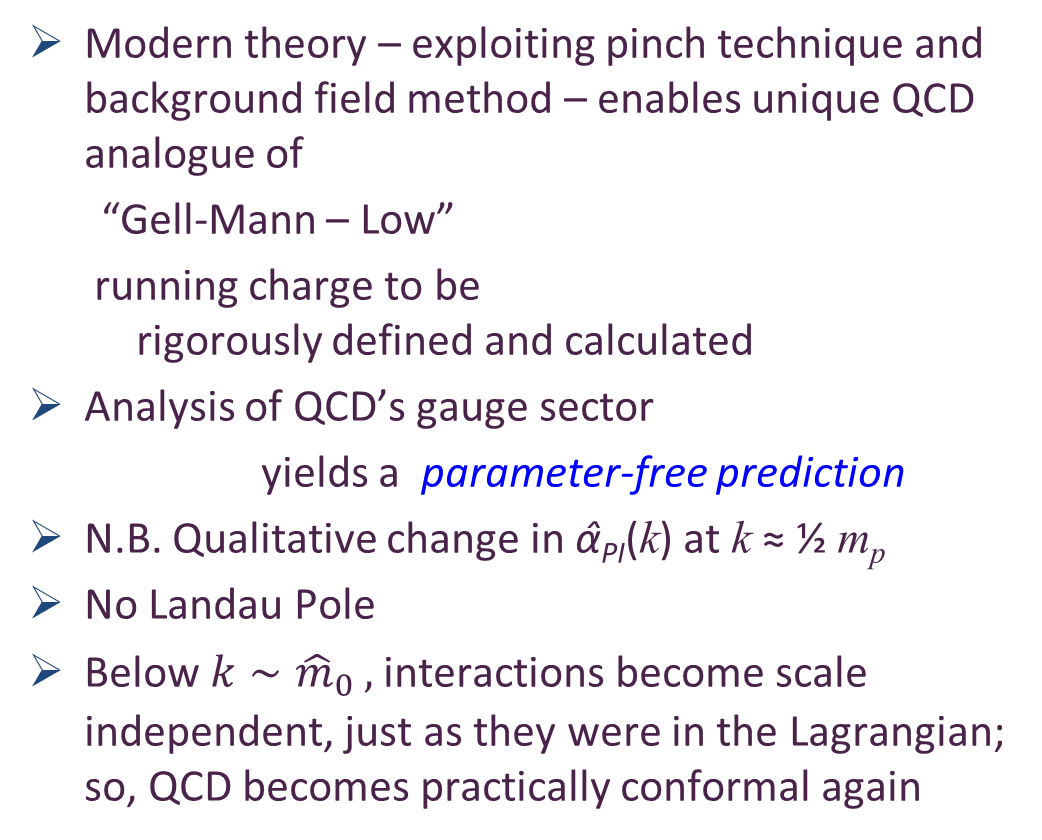 ➢ Modern theory – exploiting pinch technique and
background field method – enables unique QCD
analogue of
“Gell-Mann – Low”
running charge to be
rigorously defined and calculated
➢ Analysis of QCD’s gauge sector
yields a parameter-free prediction
➢ N.B. Qualitative change in α̂_PI(k) at k ≈ ½ m_p
➢ No Landau Pole
➢ Below k ∼ m̂_0 , interactions become scale
independent, just as they were in the Lagrangian;
so, QCD becomes practically conformal again